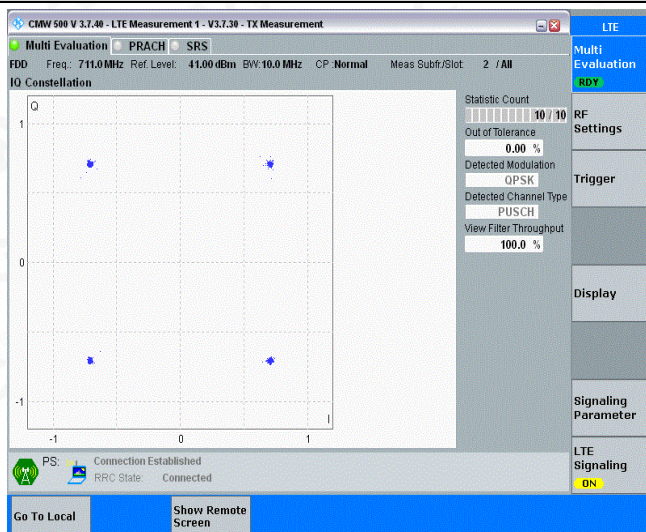 CMW 500 V 3.7.40 - LTE Measurement 1 - V3.7.30 - TX Measurement
LTE
Multi Evaluation PRACH SRS
FDD Freq.: 711.0 MHz Ref. Level: 41.00 dBm BW: 10.0 MHz CP :Normal Meas Subfr./Slot: 2 / All
IQ Constellation
Multi
Evaluation
RDY
Q
1
0
-1
I
-1 0 1
Statistic Count
10 / 10
Out of Tolerance
0.00 %
Detected Modulation
QPSK
Detected Channel Type
PUSCH
View Filter Throughput
100.0 %
RF
Settings
Trigger
Display
Signaling
Parameter
LTE
Signaling
ON
PS: Connection Established
RRC State: Connected
Go To Local
Show Remote
Screen